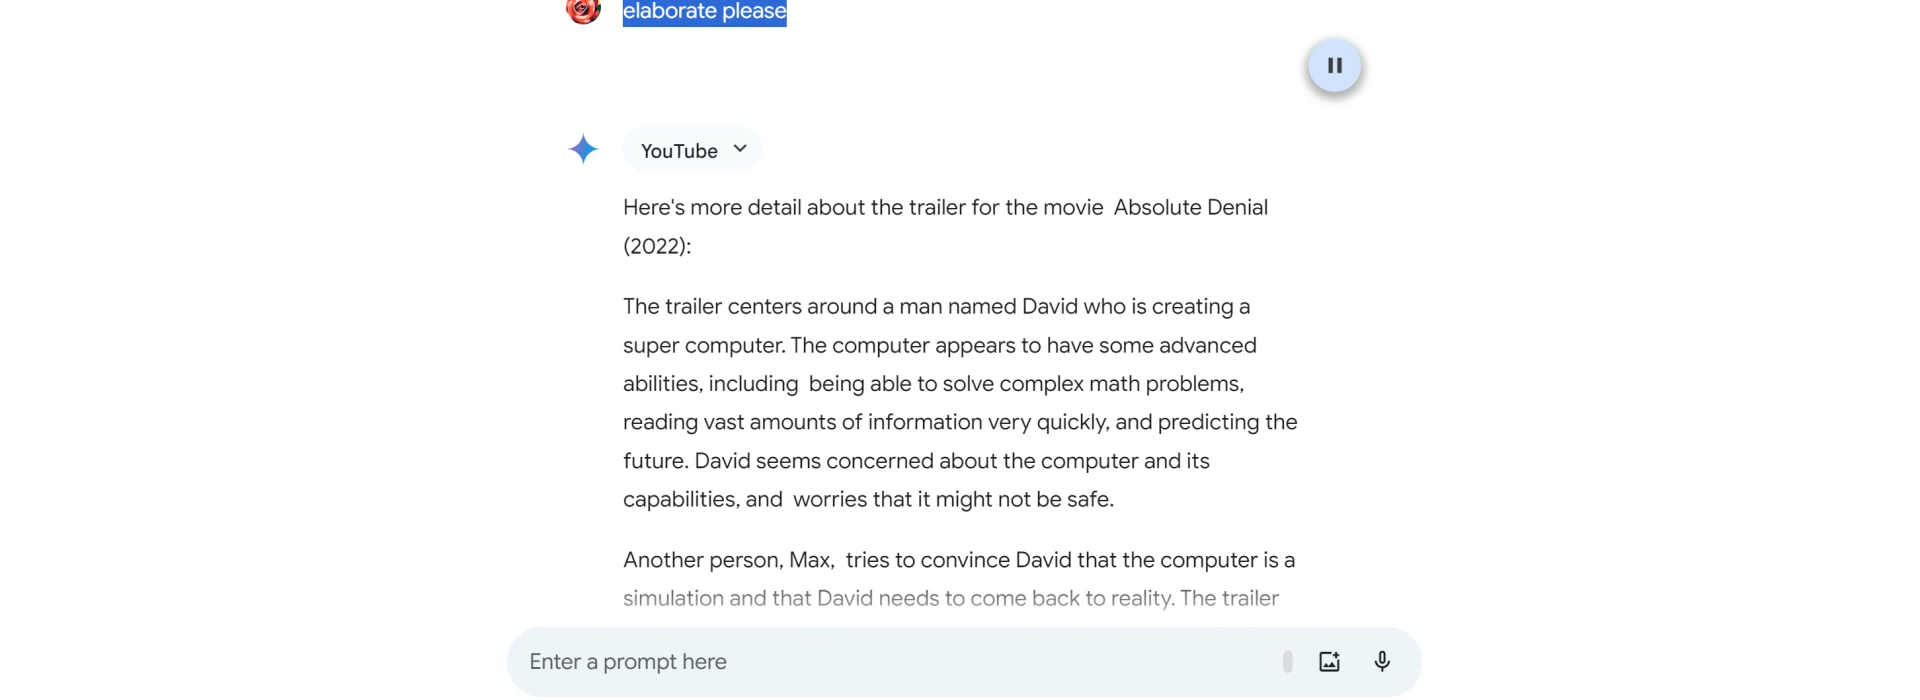 elaborate please
YouTube
Here's more detail about the trailer for the movie Absolute Denial
(2022):
The trailer centers around a man named David who is creating a
super computer. The computer appears to have some advanced
abilities, including being able to solve complex math problems,
reading vast amounts of information very quickly, and predicting the
future. David seems concerned about the computer and its
capabilities, and worries that it might not be safe.
Another person, Max, tries to convince David that the computer is a
simulation and that David needs to come back to reality. The trailer
Enter a prompt here